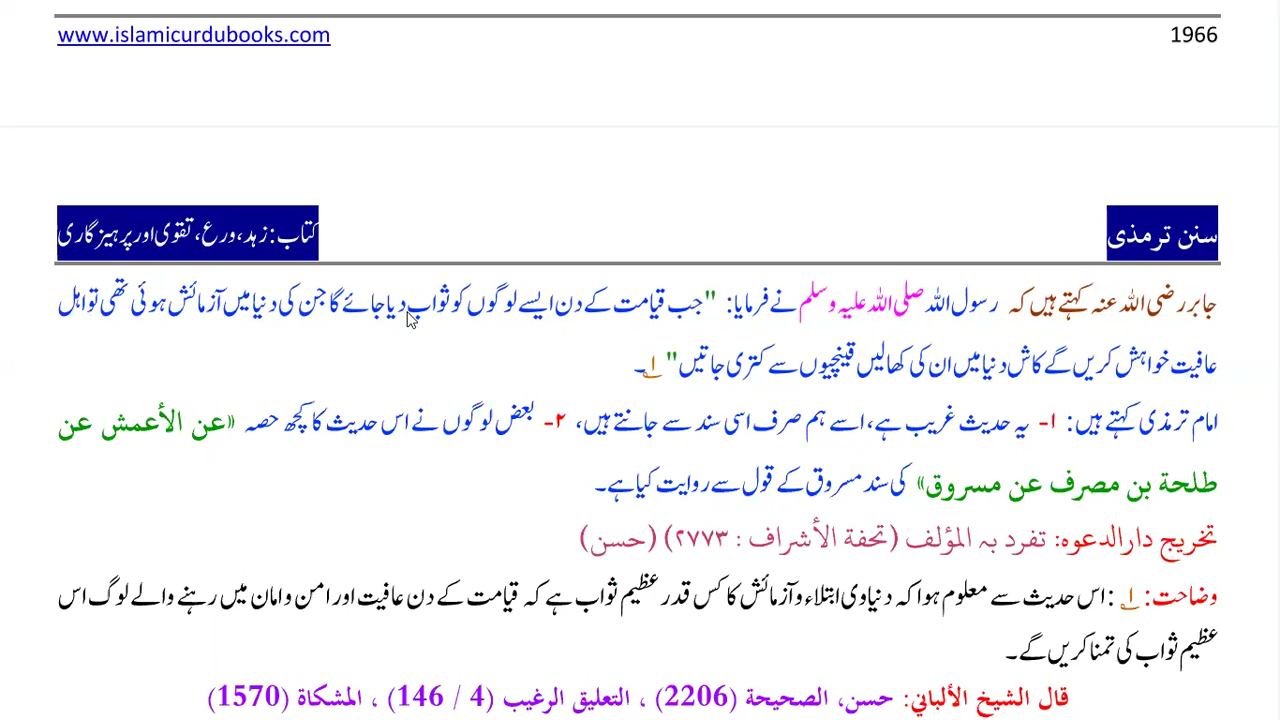 www.islamicurdubooks.com 1966
سنن ترمذی کتاب: زہد، ورع، تقوی اور پرہیزگاری
جابر رضی اللہ عنہ کہتے ہیں کہ رسول اللہ صلی اللہ علیہ وسلم نے فرمایا: "جب قیامت کے دن ایسے لوگوں کو ثواب دیا جائے گا جن کی دنیا میں آزمائش ہوئی تھی تو اہل
عافیت خواہش کریں گے کاش دنیا میں ان کی کھالیں قینچیوں سے کتری جاتیں" ۱؎۔
امام ترمذی کہتے ہیں: ۱- یہ حدیث غریب ہے، اسے ہم صرف اسی سند سے جانتے ہیں، ۲- بعض لوگوں نے اس حدیث کا کچھ حصہ «عن الأعمش عن
طلحة بن مصرف عن مسروق» کی سند مسروق کے قول سے روایت کیا ہے۔
تخریج دارالدعوہ: تفرد بہ المؤلف (تحفة الأشراف : ۲۷۷۳) (حسن)
وضاحت: ۱؎ : اس حدیث سے معلوم ہوا کہ دنیاوی ابتلاء و آزمائش کا کس قدر عظیم ثواب ہے کہ قیامت کے دن عافیت اور امن و امان میں رہنے والے لوگ اس
عظیم ثواب کی تمنا کریں گے۔
قال الشيخ الألباني: حسن، الصحيحة (2206) ، التعليق الرغيب (4 / 146) ، المشكاة (1570)